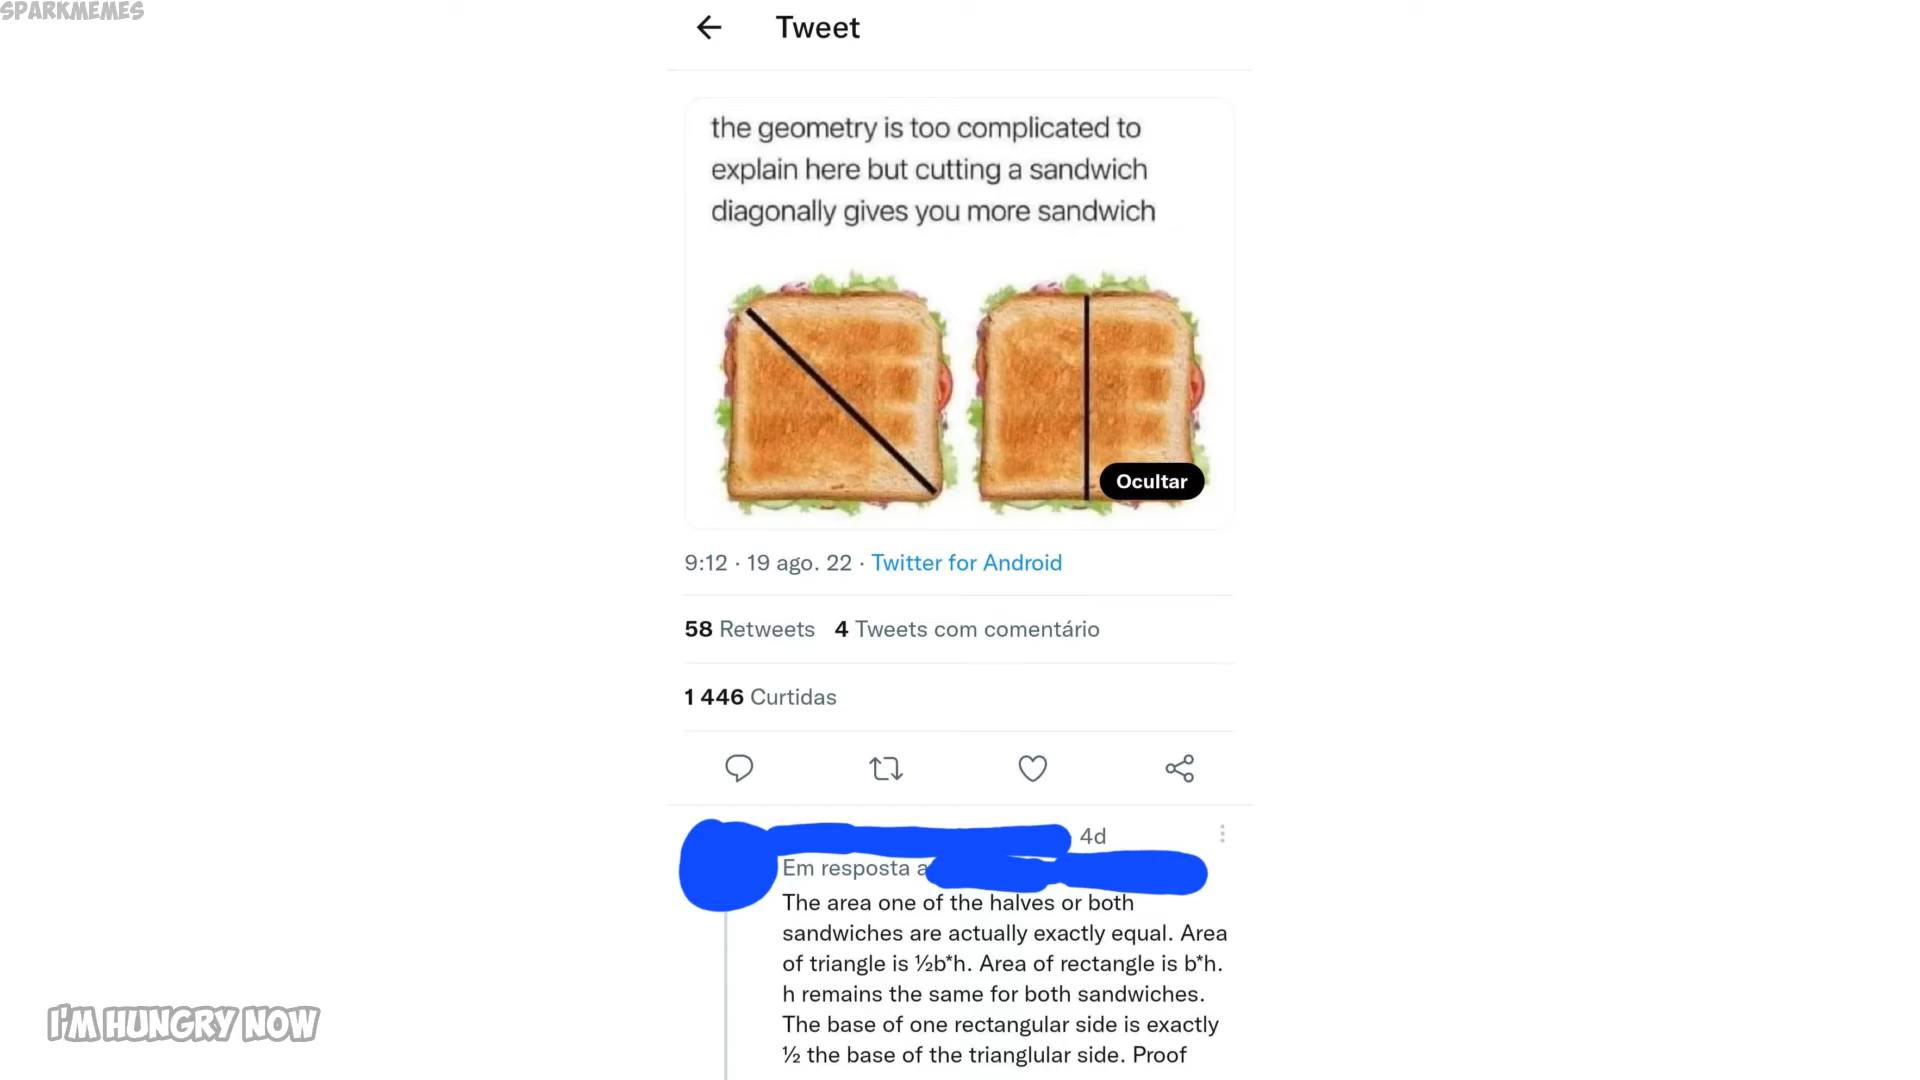 SPARKMEMES
Tweet
the geometry is too complicated to
explain here but cutting a sandwich
diagonally gives you more sandwich
Ocultar
9:12 · 19 ago. 22 · Twitter for Android
58 Retweets 4 Tweets com comentário
1 446 Curtidas
4d
Em resposta a
The area one of the halves or both
sandwiches are actually exactly equal. Area
of triangle is ½b*h. Area of rectangle is b*h.
h remains the same for both sandwiches.
The base of one rectangular side is exactly
½ the base of the trianglular side. Proof
I'M HUNGRY NOW